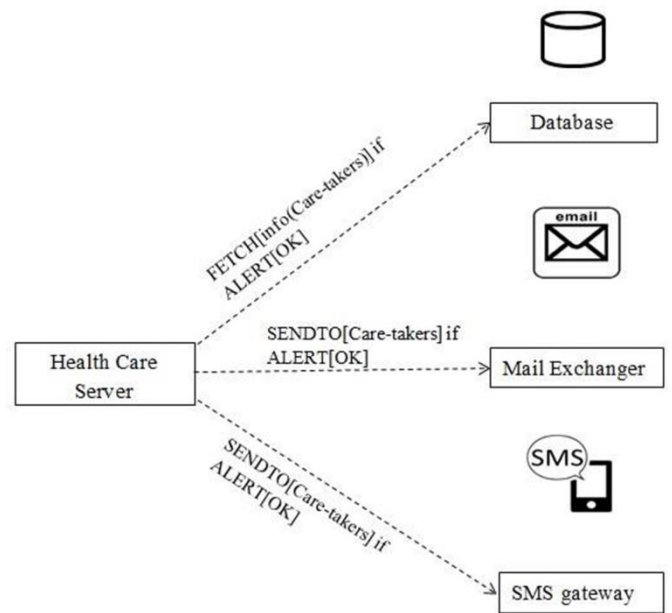 Database
FETCH[info(Care-takers)] if
ALERT[OK]
email
SENDTO[Care-takers] if
ALERT[OK]
Health Care
Server
Mail Exchanger
SMS
SENDTO[Care-takers] if
ALERT[OK]
SMS gateway